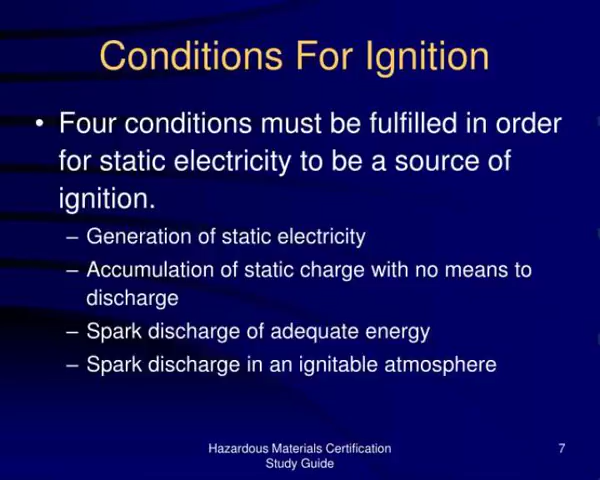 Conditions For Ignition
• Four conditions must be fulfilled in order
for static electricity to be a source of
ignition.
– Generation of static electricity
– Accumulation of static charge with no means to
discharge
– Spark discharge of adequate energy
– Spark discharge in an ignitable atmosphere
Hazardous Materials Certification
Study Guide
7